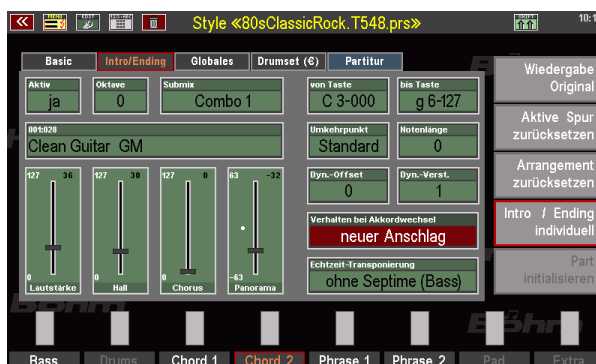 Style «80sClassicRock.T548.prs»
10:1
Basic
Intro/Ending
Globales
Drumset (€)
Partitur
Aktiv
ja
Oktave
0
Submix
Combo 1
von Taste
C 3-000
bis Taste
g 6-127
001:028
Clean Guitar GM
Umkehrpunkt
Standard
Notenlänge
0
Dyn.-Offset
0
Dyn.-Verst.
1
127 36
0
Lautstärke
127 30
0
Hall
127 0
0
Chorus
63 -32
-63
Panorama
Verhalten bei Akkordwechsel
neuer Anschlag
Echtzeit-Transponierung
ohne Septime (Bass)
Wiedergabe
Original
Aktive Spur
zurücksetzen
Arrangement
zurücksetzen
Intro / Ending
individuell
Part
initialisieren
Böhm
Böhm
Bass
Drums
Chord 1
Chord 2
Phrase 1
Phrase 2
Pad
Extra